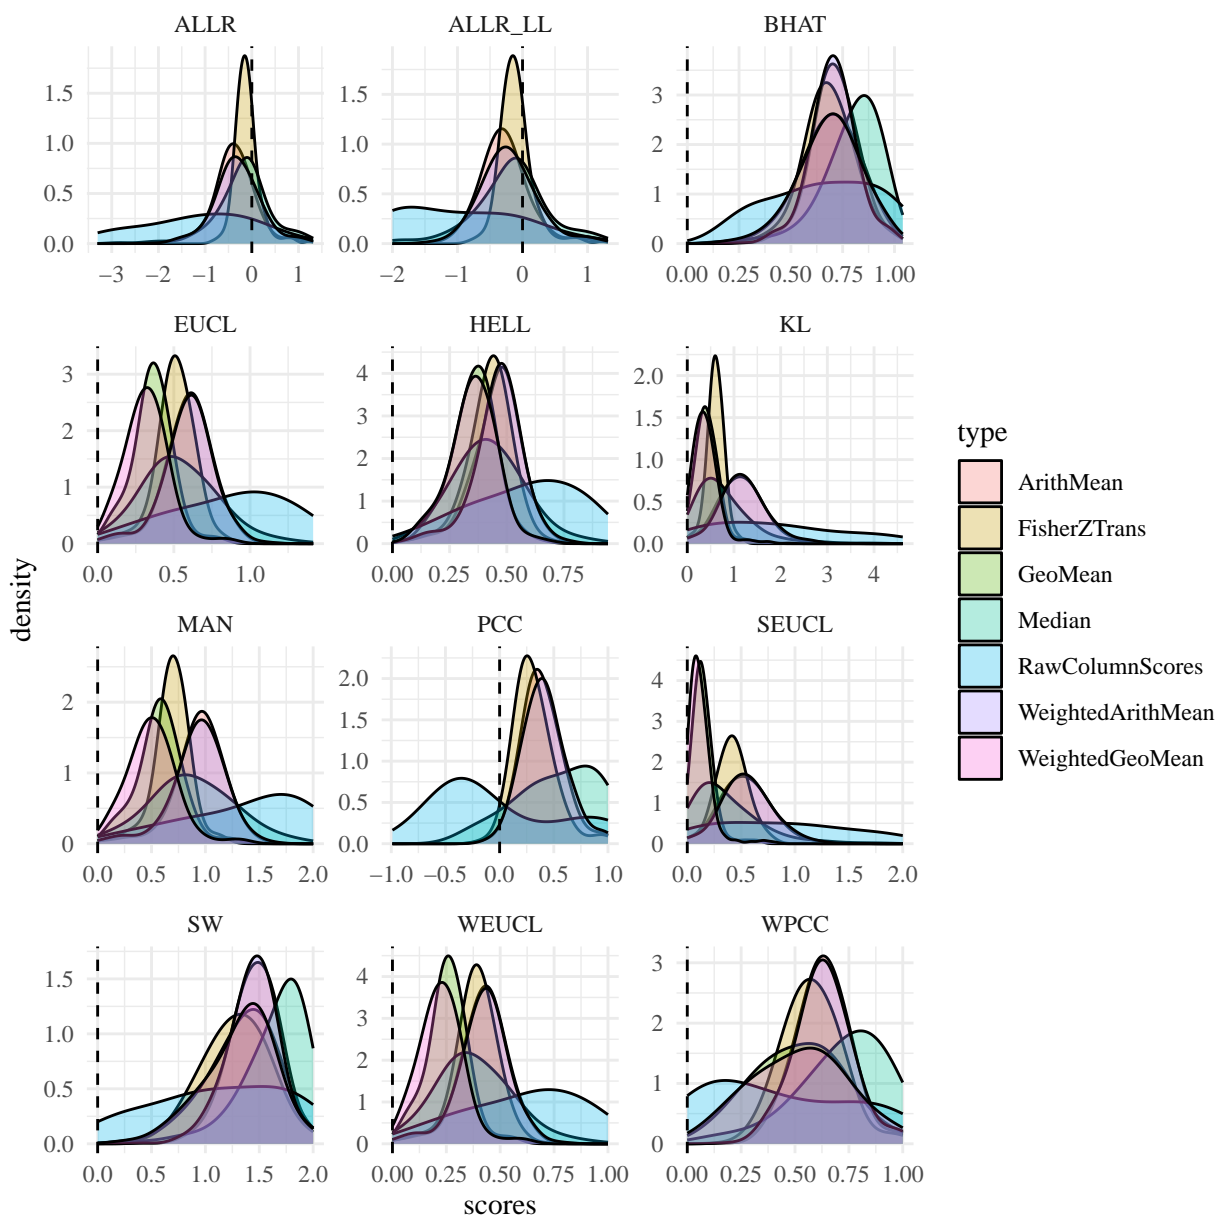 ALLR ALLR_LL BHAT
1.5 1.0 0.5 0.0
−3 −2 −1 0 1
1.5 1.0 0.5 0.0
−2 −1 0 1
3 2 1 0
0.00 0.25 0.50 0.75 1.00
EUCL HELL KL
3 2 1 0
0.0 0.5 1.0
4 3 2 1 0
0.00 0.25 0.50 0.75
2.0 1.5 1.0 0.5 0.0
0 1 2 3 4
MAN PCC SEUCL
2 1 0
0.0 0.5 1.0 1.5 2.0
2.0 1.5 1.0 0.5 0.0
−1.0 −0.5 0.0 0.5 1.0
4 3 2 1 0
0.0 0.5 1.0 1.5 2.0
SW WEUCL WPCC
1.5 1.0 0.5 0.0
0.0 0.5 1.0 1.5 2.0
4 3 2 1 0
0.00 0.25 0.50 0.75 1.00
3 2 1 0
0.00 0.25 0.50 0.75 1.00
scores
density
type
ArithMean
FisherZTrans
GeoMean
Median
RawColumnScores
WeightedArithMean
WeightedGeoMean